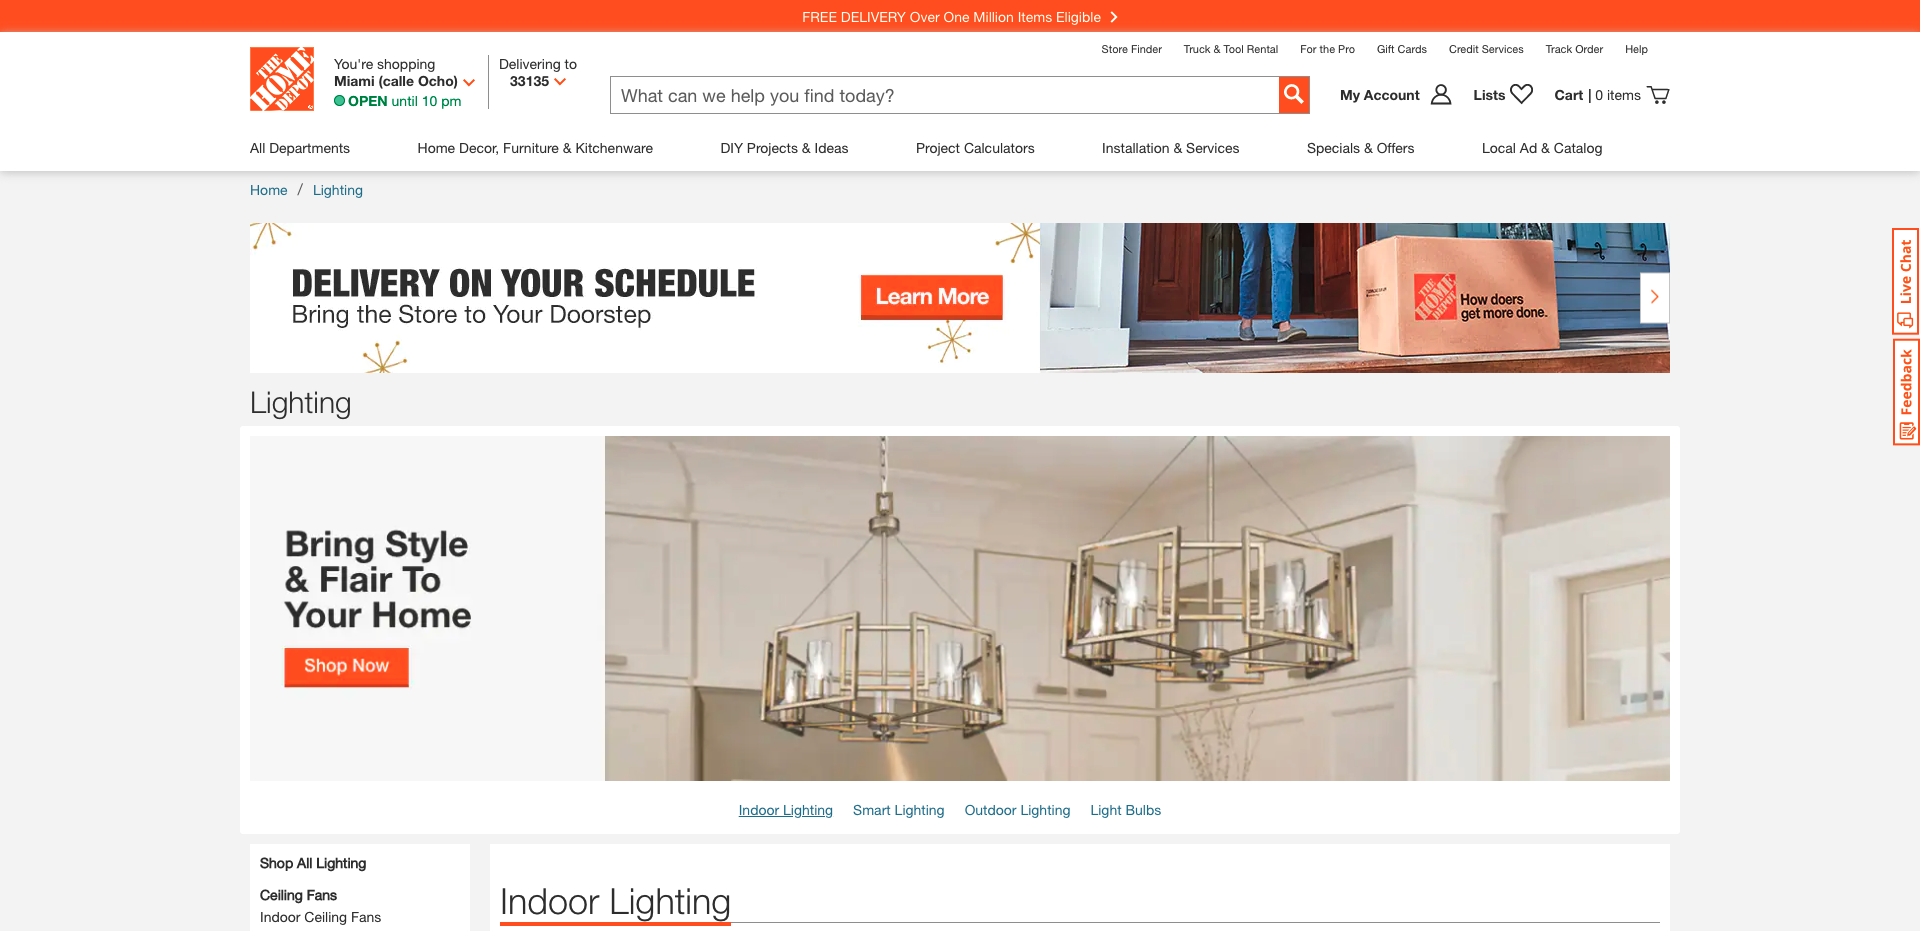 FREE DELIVERY Over One Million Items Eligible
Store Finder Truck & Tool Rental For the Pro Gift Cards Credit Services Track Order Help
THE HOME DEPOT
You're shopping
Miami (calle Ocho)
OPEN until 10 pm
Delivering to
33135
What can we help you find today?
My Account Lists Cart | 0 items
All Departments Home Decor, Furniture & Kitchenware DIY Projects & Ideas Project Calculators Installation & Services Specials & Offers Local Ad & Catalog
Home / Lighting
DELIVERY ON YOUR SCHEDULE
Bring the Store to Your Doorstep
Learn More
THE HOME DEPOT
How doers
get more done.
Live Chat
Feedback
Lighting
Bring Style
& Flair To
Your Home
Shop Now
Indoor Lighting Smart Lighting Outdoor Lighting Light Bulbs
Shop All Lighting
Ceiling Fans
Indoor Ceiling Fans
Indoor Lighting